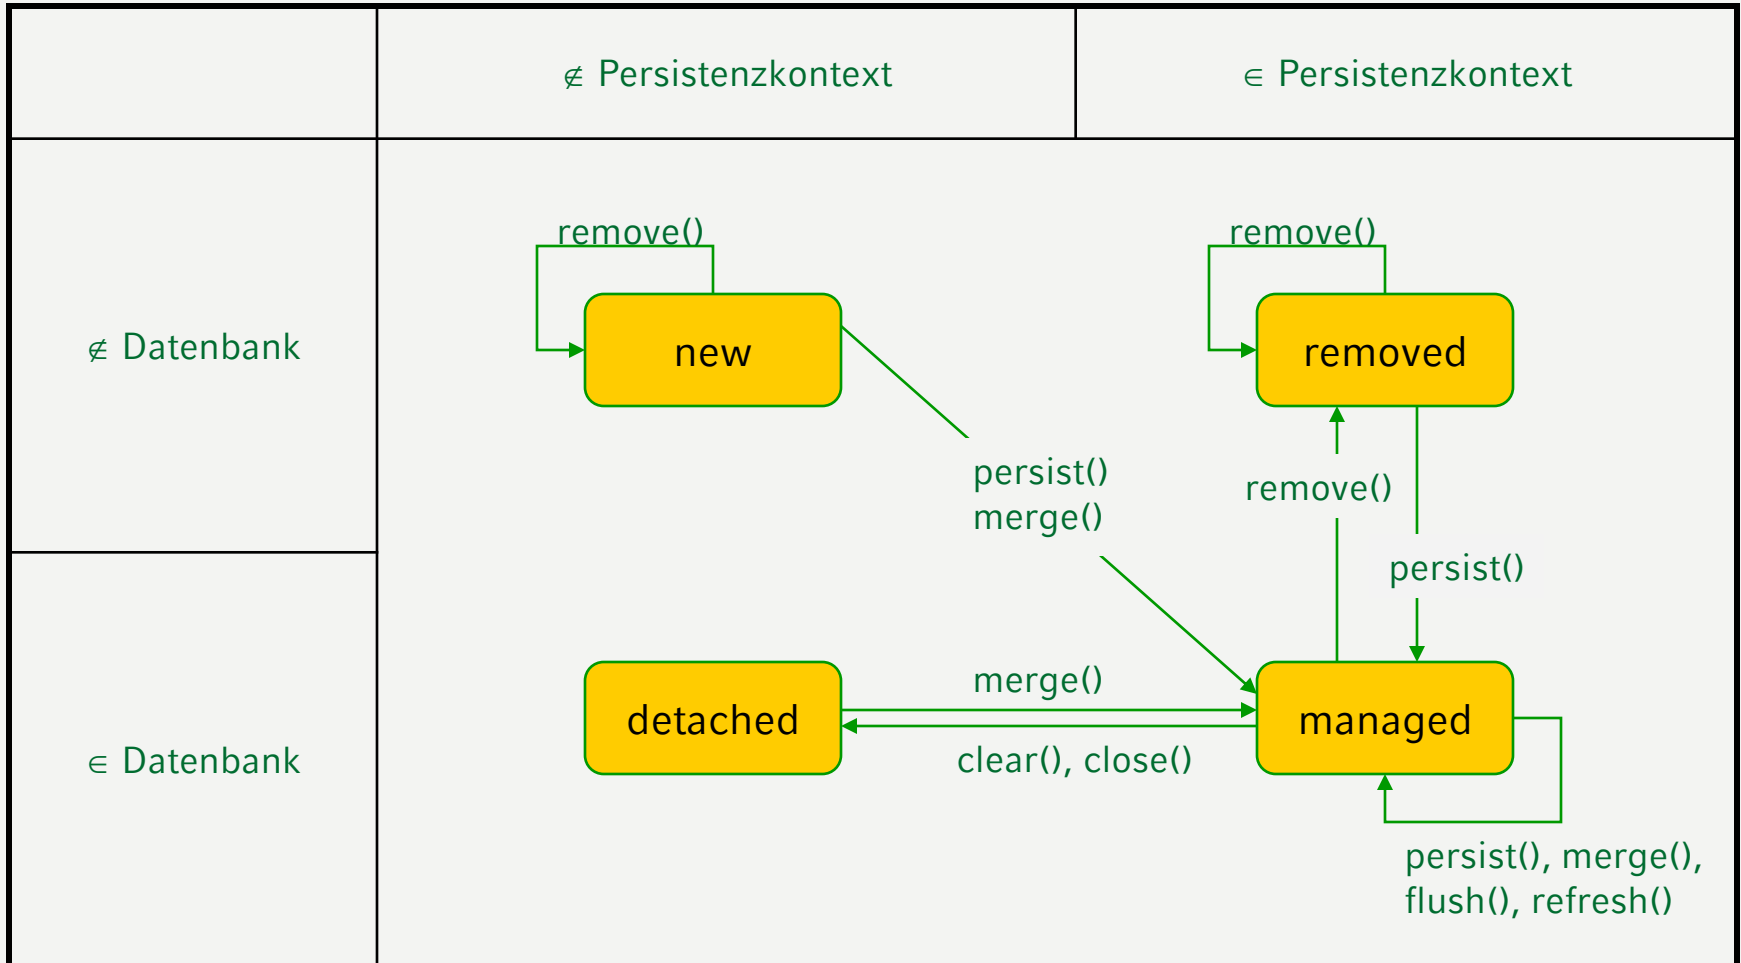 ∉ Persistenzkontext
∈ Persistenzkontext
remove()
remove()
∉ Datenbank
new
removed
persist()
merge()
remove()
persist()
∈ Datenbank
detached
merge()
clear(), close()
managed
persist(), merge(),
flush(), refresh()